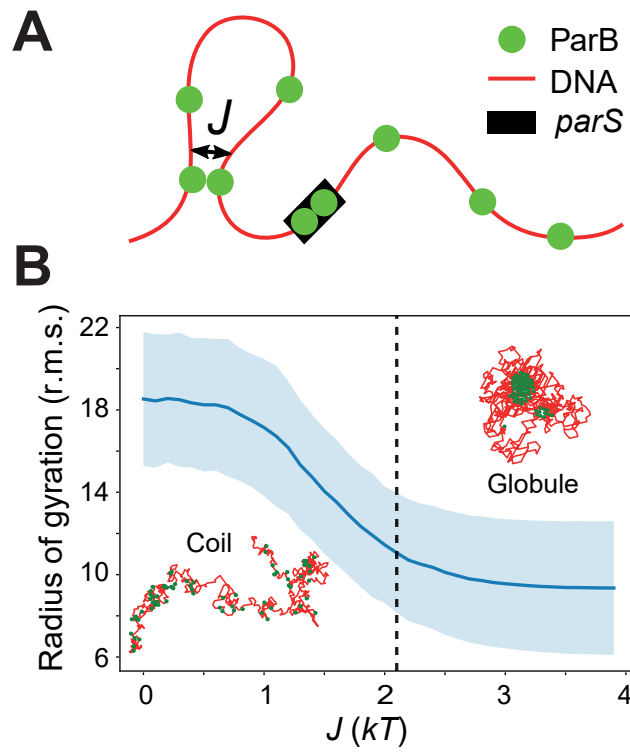 A
ParB
DNA
parS
J
B
Radius of gyration (r.m.s.)
22
18
14
10
6
Coil
Globule
0
1
2
3
4
J (kT)